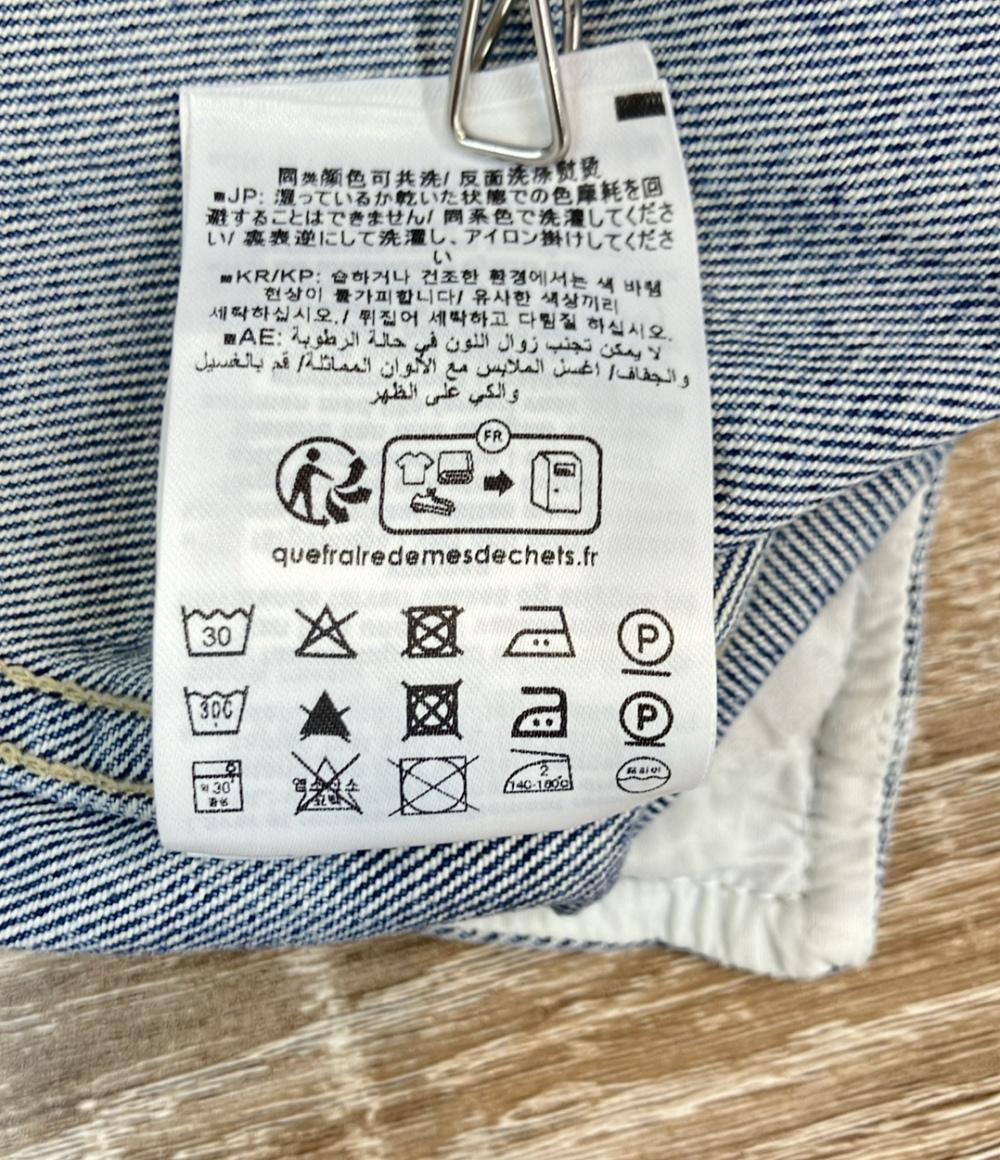 同类颜色可共洗/ 反面洗涤熨烫
JP: 湿っているか乾いた状態での色摩耗を回
避することはできません/ 同系色で洗濯してくださ
い/ 裏表逆にして洗濯し、アイロン掛けしてくださ
い
KR/KP: 습하거나 건조한 환경에서는 색 바램
현상이 불가피합니다/ 유사한 색상끼리
세탁하십시오./ 뒤집어 세탁하고 다림질 하십시오.
AE: لا يمكن تجنب زوال اللون في حالة الرطوبة
والجفاف/ اغسل الملابس مع الألوان المماثلة/ قم بالغسيل
والكي على الظهر
FR
quefairedemesdechets.fr
30 P
30C P
약 30° 2
140-160°C